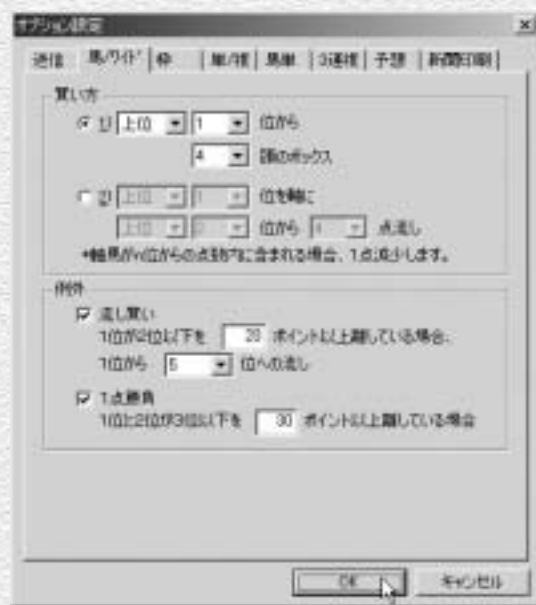 オプション設定
送信 馬/ワイド 枠 単/複 馬単 3連複 予想 新聞印刷
買い方
1) 上位 1 位から
4 頭のボックス
2) 上位 1 位を軸に
上位 位から 4 点流し
*軸馬がn位からの点数内に含まれる場合、1点減少します。
例外
流し買い
1位が2位以下を 20 ポイント以上離している場合、
1位から 5 位への流し
1点勝負
1位と2位が3位以下を 30 ポイント以上離している場合
OK キャンセル